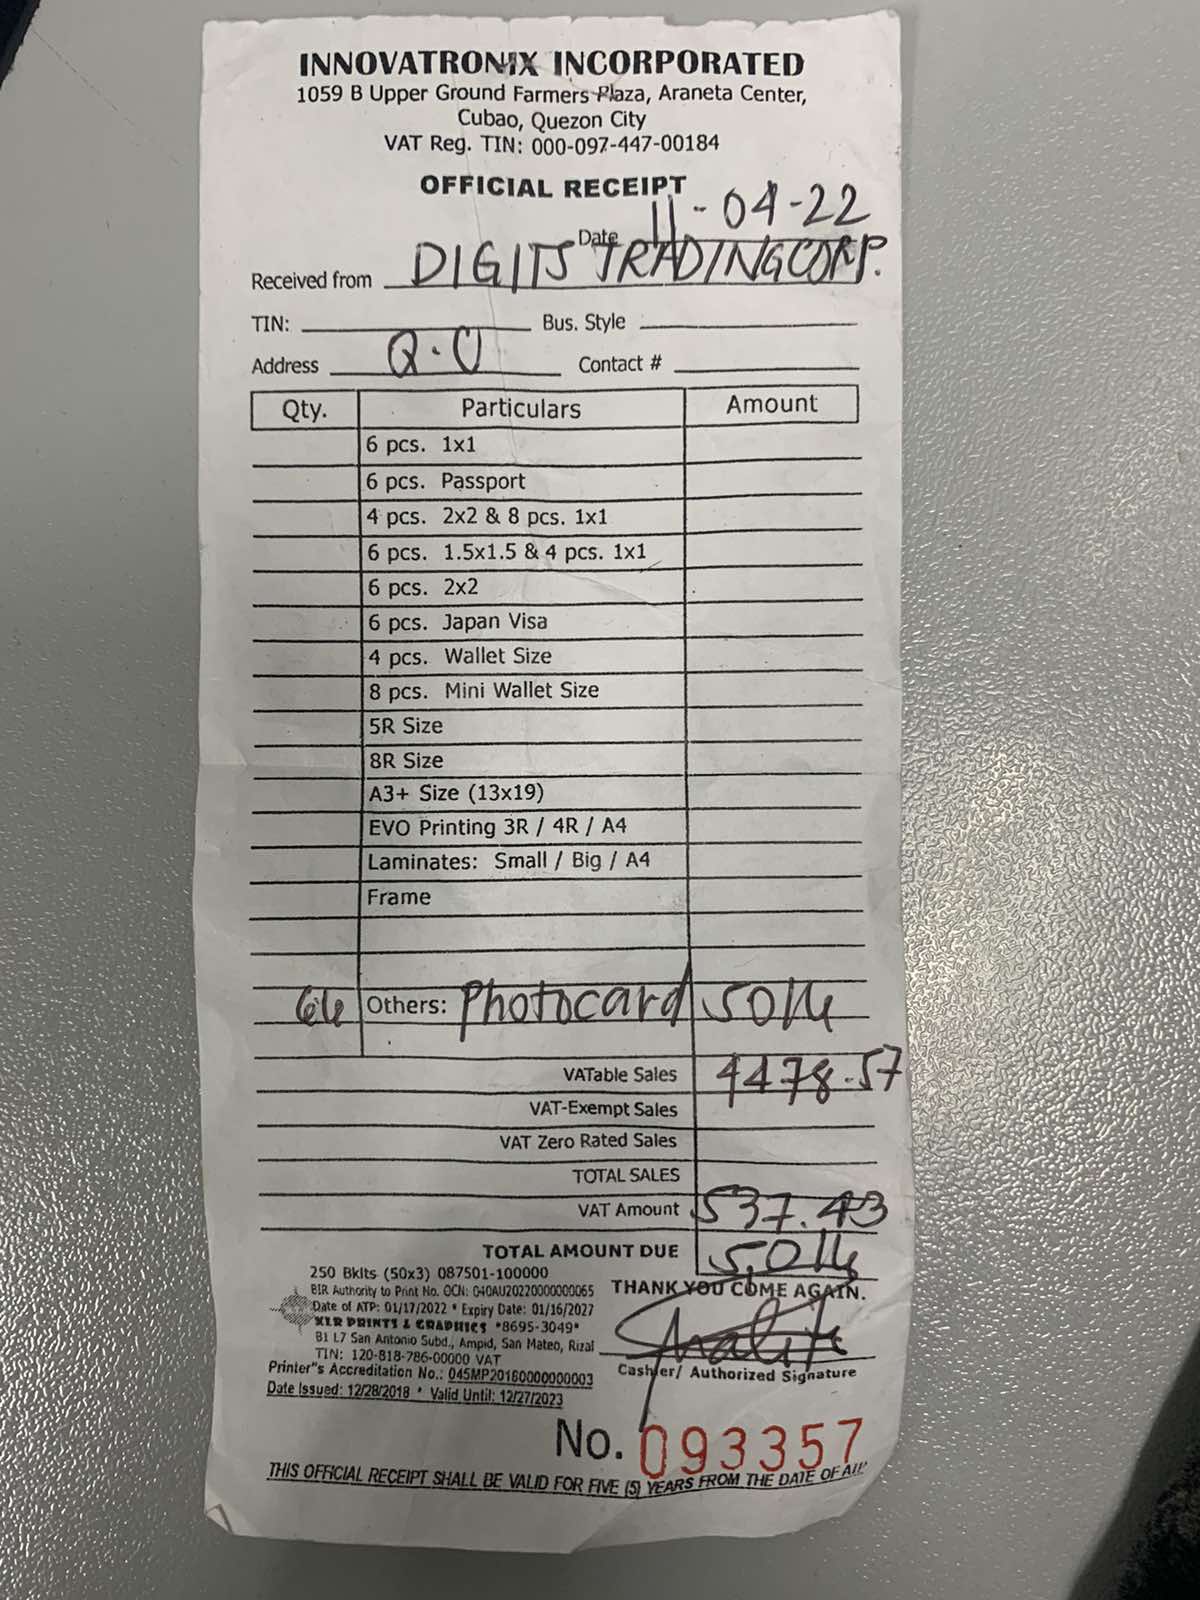 INNOVATRONIX INCORPORATED
1059 B Upper Ground Farmers Plaza, Araneta Center,
Cubao, Quezon City
VAT Reg. TIN: 000-097-447-00184
OFFICIAL RECEIPT
Date 11-04-22
Received from DIGITS TRADING CORP.
TIN: Bus. Style
Address Q.C Contact #
Qty. Particulars Amount
6 pcs. 1x1
6 pcs. Passport
4 pcs. 2x2 & 8 pcs. 1x1
6 pcs. 1.5x1.5 & 4 pcs. 1x1
6 pcs. 2x2
6 pcs. Japan Visa
4 pcs. Wallet Size
8 pcs. Mini Wallet Size
5R Size
8R Size
A3+ Size (13x19)
EVO Printing 3R / 4R / A4
Laminates: Small / Big / A4
Frame
66 Others: Photocard 5016
VATable Sales 4478.57
VAT-Exempt Sales
VAT Zero Rated Sales
TOTAL SALES
VAT Amount 537.43
TOTAL AMOUNT DUE 5,016
250 Bklts (50x3) 087501-100000
BIR Authority to Print No. OCN: 040AU20220000000065
Date of ATP: 01/17/2022 * Expiry Date: 01/16/2027
KLR PRINTS & GRAPHICS *8695-3049*
B1 L7 San Antonio Subd., Ampid, San Mateo, Rizal
TIN: 120-818-786-00000 VAT
Printer"s Accreditation No.: 045MP20180000000003
Date Issued: 12/28/2018 * Valid Until: 12/27/2023
THANK YOU COME AGAIN.
Cashier/ Authorized Signature
No. 093357
THIS OFFICIAL RECEIPT SHALL BE VALID FOR FIVE (5) YEARS FROM THE DATE OF ATP